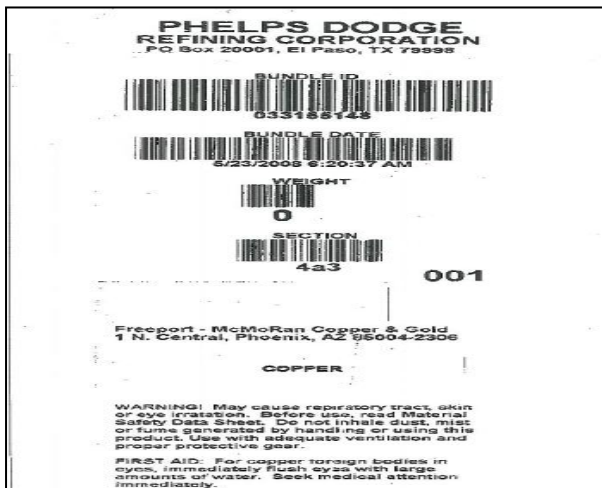 PHELPS DODGE
REFINING CORPORATION
PO Box 20001, El Paso, TX 79998
BUNDLE ID
033185148
BUNDLE DATE
5/23/2008 6:20:37 AM
WEIGHT
0
SECTION
4a3
001
Freeport - McMoRan Copper & Gold
1 N. Central, Phoenix, AZ 85004-2306
COPPER
WARNING! May cause repiratory tract, skin
or eye irratation. Before use, read Material
Safety Data Sheet. Do not inhale dust, mist
or fume generated by handling or using this
product. Use with adequate ventilation and
proper protective gear.
FIRST AID: For copper foreign bodies in
eyes, immediately flush eyes with large
amounts of water. Seek medical attention
immediately.